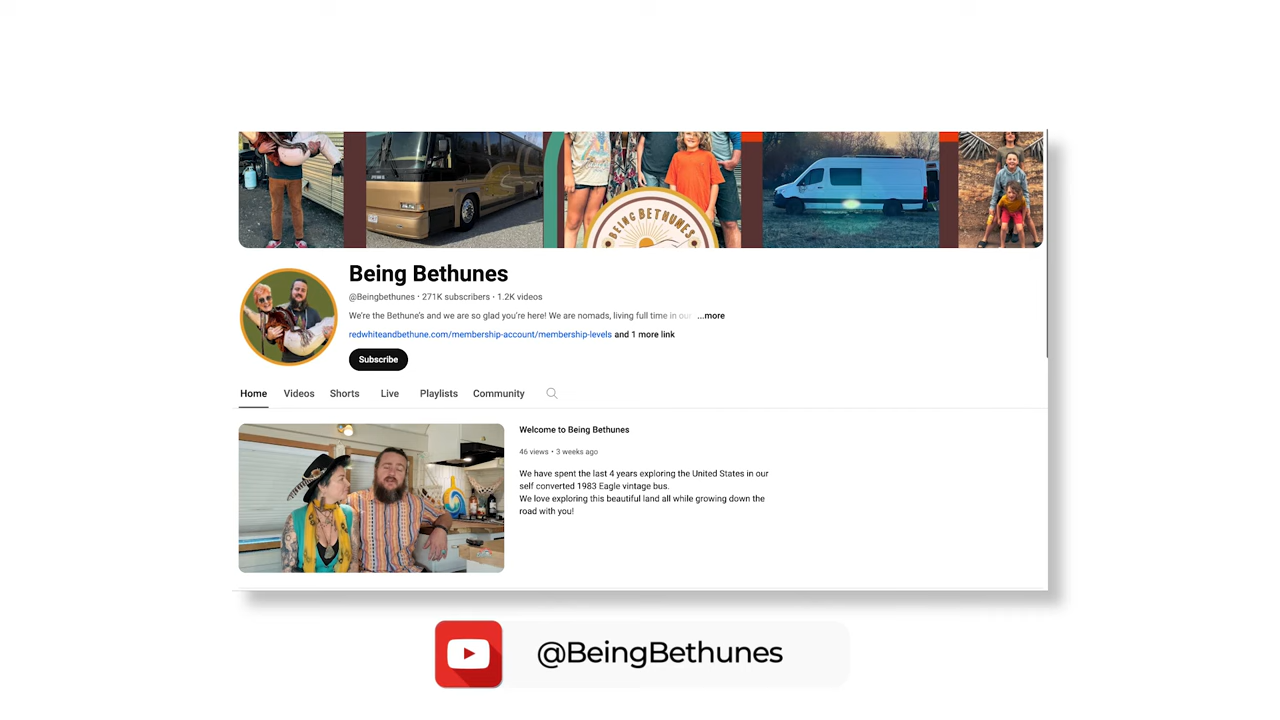 BEING BETHUNES
Being Bethunes
@Beingbethunes · 271K subscribers · 1.2K videos
We're the Bethune's and we are so glad you're here! We are nomads, living full time in our ...more
redwhiteandbethune.com/membership-account/membership-levels and 1 more link
Subscribe
Home Videos Shorts Live Playlists Community
Welcome to Being Bethunes
46 views · 3 weeks ago
We have spent the last 4 years exploring the United States in our
self converted 1983 Eagle vintage bus.
We love exploring this beautiful land all while growing down the
road with you!
@BeingBethunes